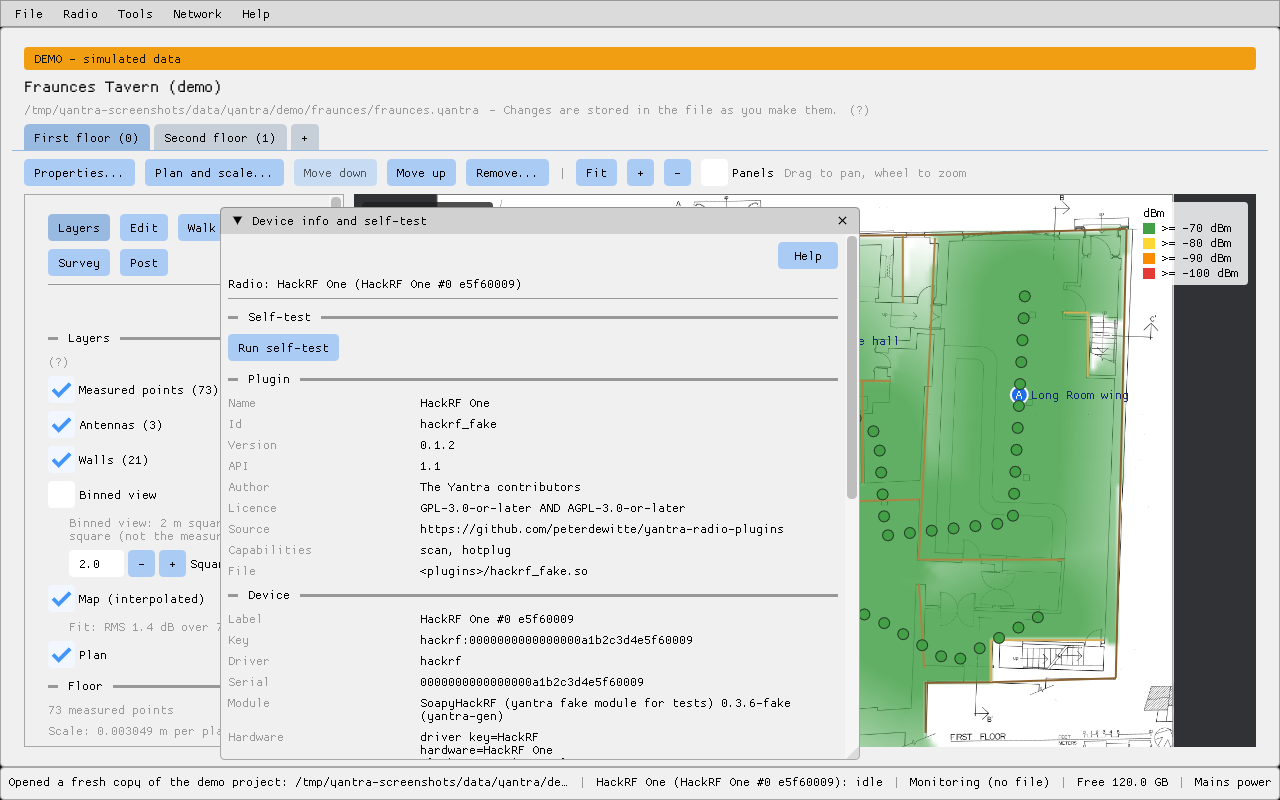 File Radio Tools Network Help
DEMO - simulated data
Fraunces Tavern (demo)
/tmp/yantra-screenshots/data/yantra/demo/fraunces/fraunces.yantra - Changes are stored in the file as you make them. (?)
First floor (0) Second floor (1) +
Properties... Plan and scale... Move down Move up Remove... | Fit + - Panels Drag to pan, wheel to zoom
Layers Edit Walk
Survey Post
Layers
(?)
Measured points (73)
Antennas (3)
Walls (21)
Binned view
Binned view: 2 m
square (not the
2.0 - +
Map (interpolated)
Fit: RMS 1.4 dB over
Plan
Floor
73 measured points
Scale: 0.003049 m per
Device info and self-test
Help
Radio: HackRF One (HackRF One #0 e5f60009)
Self-test
Run self-test
Plugin
Name HackRF One
Id hackrf_fake
Version 0.1.2
API 1.1
Author The Yantra contributors
Licence GPL-3.0-or-later AND AGPL-3.0-or-later
Source https://github.com/peterdewitte/yantra-radio-plugins
Capabilities scan, hotplug
File <plugins>/hackrf_fake.so
Device
Label HackRF One #0 e5f60009
Key hackrf:0000000000000000a1b2c3d4e5f60009
Driver hackrf
Serial 0000000000000000a1b2c3d4e5f60009
Module SoapyHackRF (yantra fake module for tests) 0.3.6-fake
(yantra-gen)
Hardware driver key=HackRF
hardware=HackRF One
A
B
dBm
>= -70 dBm
>= -80 dBm
>= -90 dBm
>= -100 dBm
C'
hall
A Long Room wing
B'
FIRST FLOOR
FEET
METERS
Opened a fresh copy of the demo project: /tmp/yantra-screenshots/data/yantra/de… | HackRF One (HackRF One #0 e5f60009): idle | Monitoring (no file) | Free 120.0 GB | Mains power